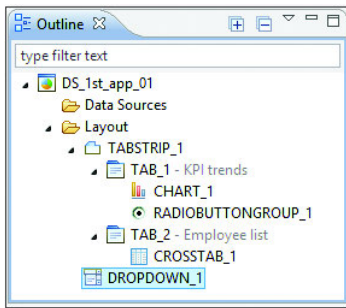 Outline
type filter text
DS_1st_app_01
Data Sources
Layout
TABSTRIP_1
TAB_1 - KPI trends
CHART_1
RADIOBUTTONGROUP_1
TAB_2 - Employee list
CROSSTAB_1
DROPDOWN_1